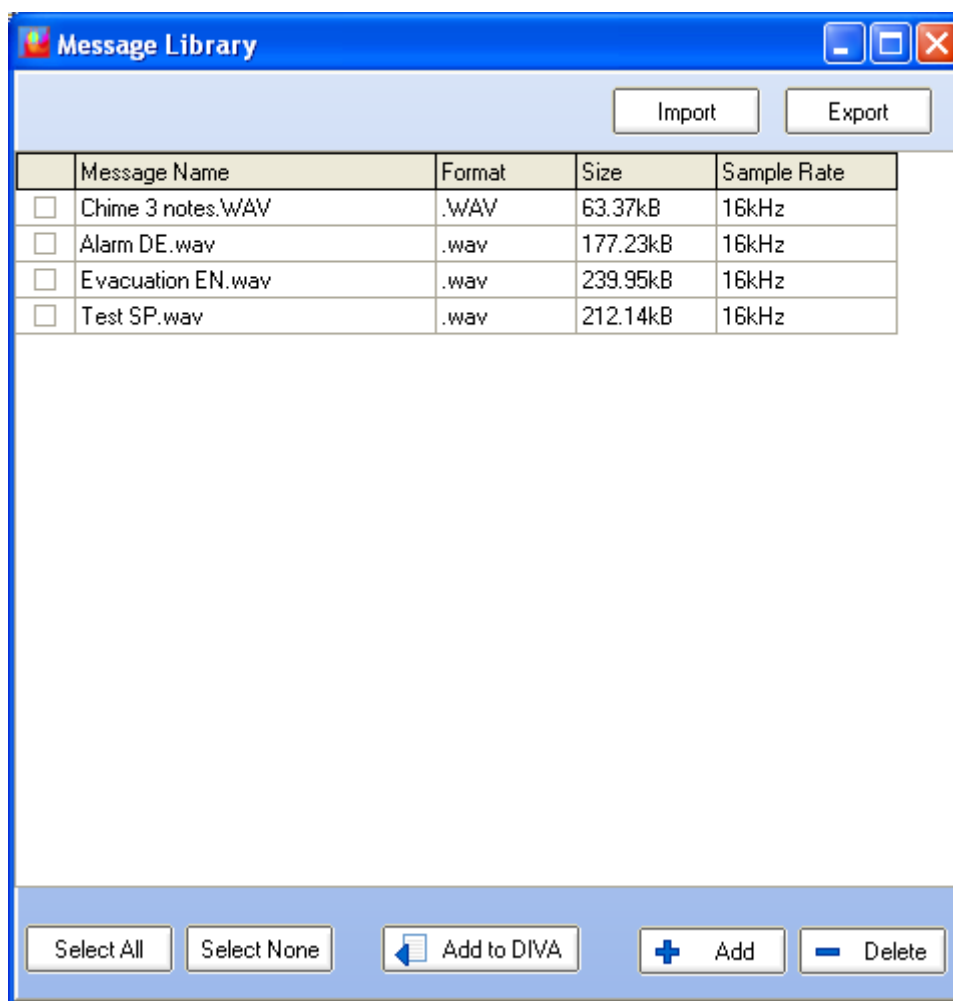 Message Library
Import Export
Message Name Format Size Sample Rate
Chime 3 notes.WAV .WAV 63.37kB 16kHz
Alarm DE.wav .wav 177.23kB 16kHz
Evacuation EN.wav .wav 239.95kB 16kHz
Test SP.wav .wav 212.14kB 16kHz
Select All Select None Add to DIVA Add Delete